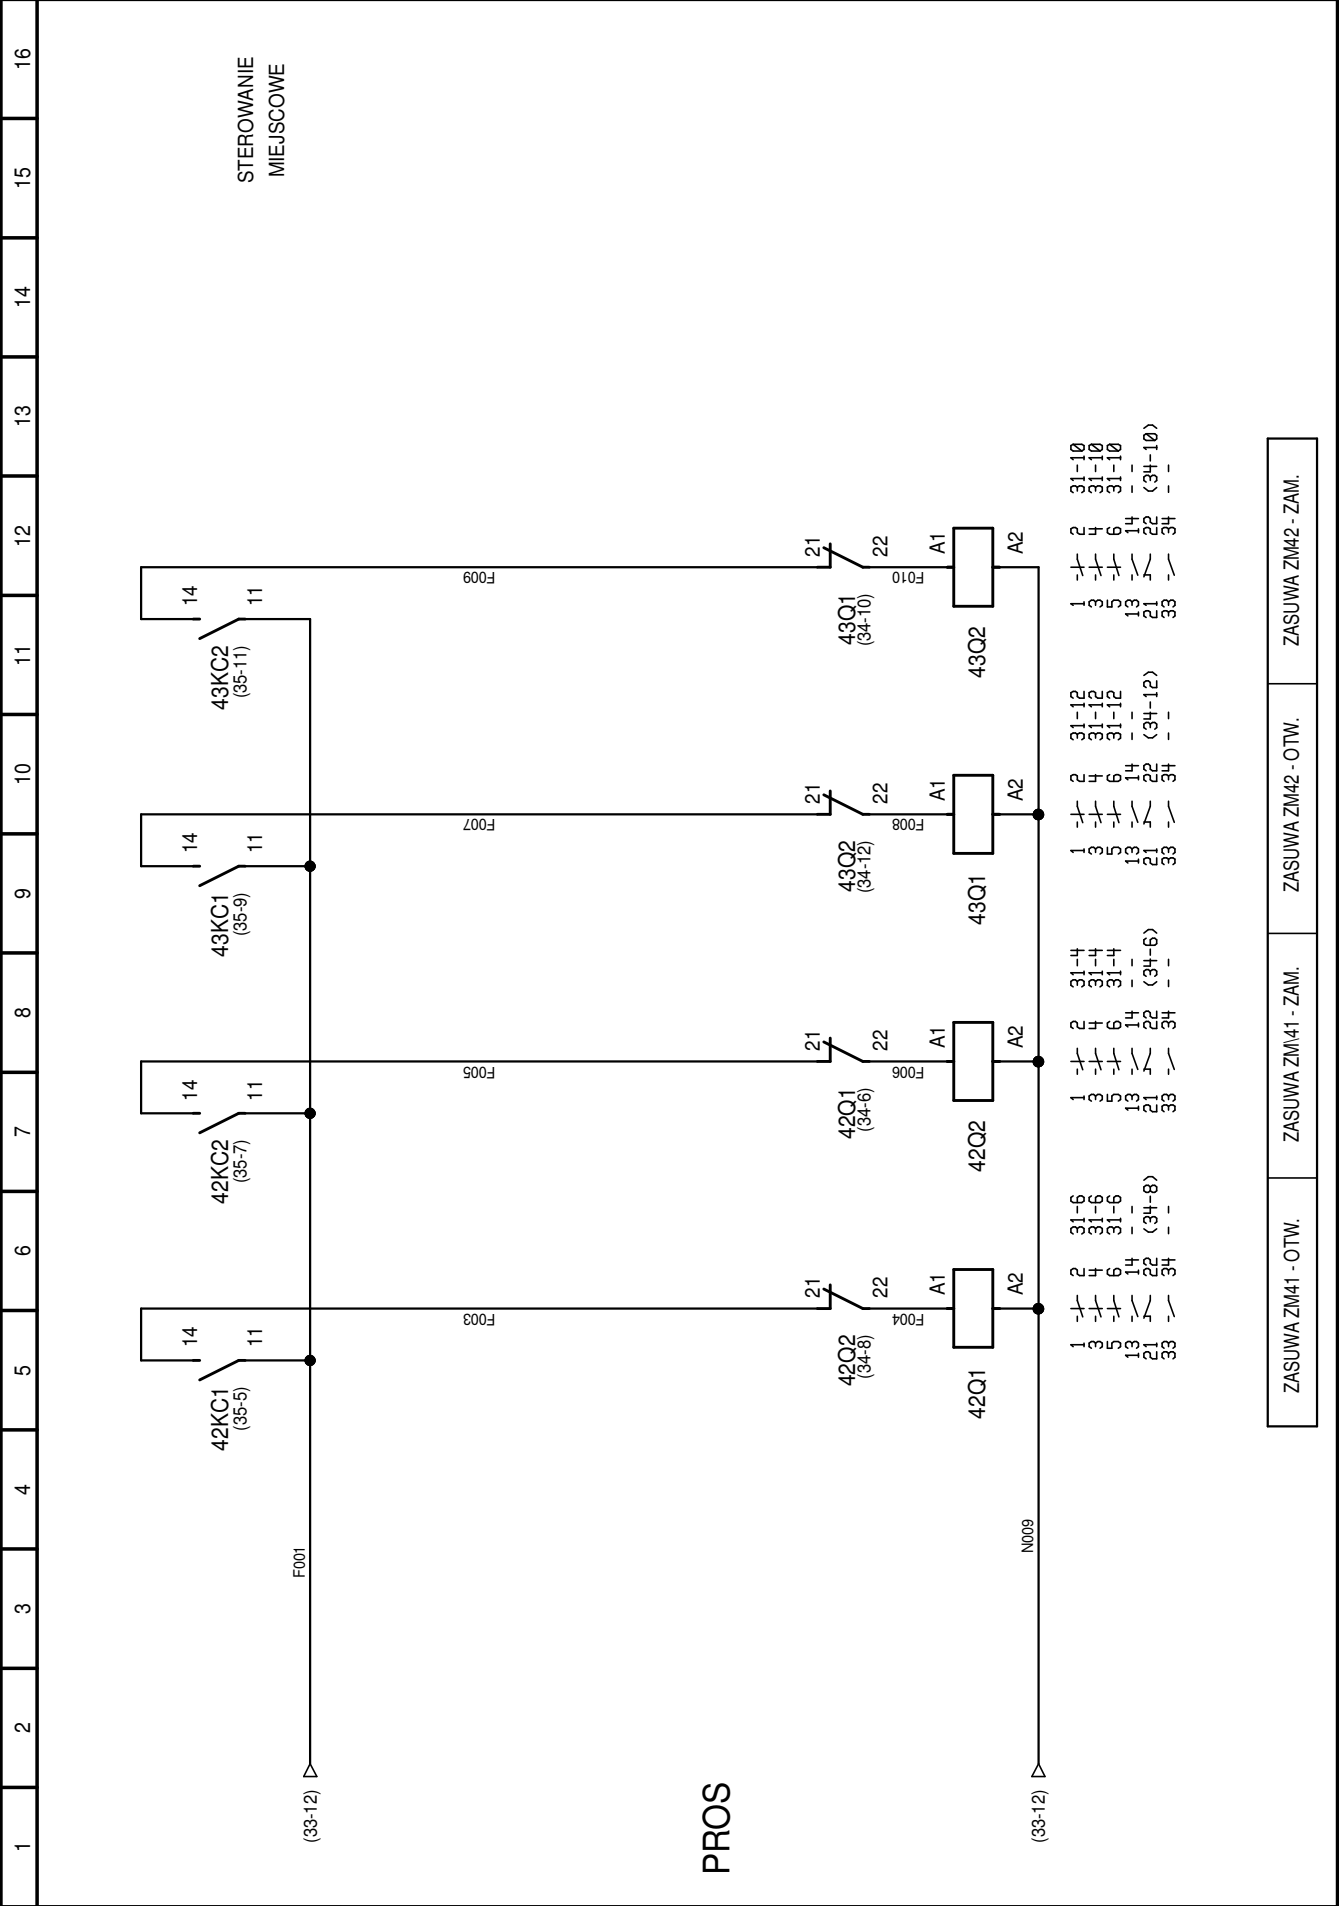 1 2 3 4 5 6 7 8 9 10 11 12 13 14 15 16
STEROWANIE
MIEJSCOWE
14 14 14 14
11 11 11 11
42KC1 42KC2 43KC1 43KC2
(35-5) (35-7) (35-9) (35-11)
(33-12) F001
F003 F005 F007 F009
PROS
21 21 21 21
42Q2 42Q1 43Q2 43Q1
(34-8) (34-6) (34-12) (34-10)
22 22 22 22
F004 F006 F008 F010
A1 A1 A1 A1
42Q1 42Q2 43Q1 43Q2
A2 A2 A2 A2
(33-12) N009
1 2 31-6 1 2 31-4 1 2 31-12 1 2 31-10
3 4 31-6 3 4 31-4 3 4 31-12 3 4 31-10
5 6 31-6 5 6 31-4 5 6 31-12 5 6 31-10
13 14 -- 13 14 -- 13 14 -- 13 14 --
21 22 (34-8) 21 22 (34-6) 21 22 (34-12) 21 22 (34-10)
33 34 -- 33 34 -- 33 34 -- 33 34 --
ZASUWA ZM41 - OTW. ZASUWA ZM\41 - ZAM. ZASUWA ZM42 - OTW. ZASUWA ZM42 - ZAM.